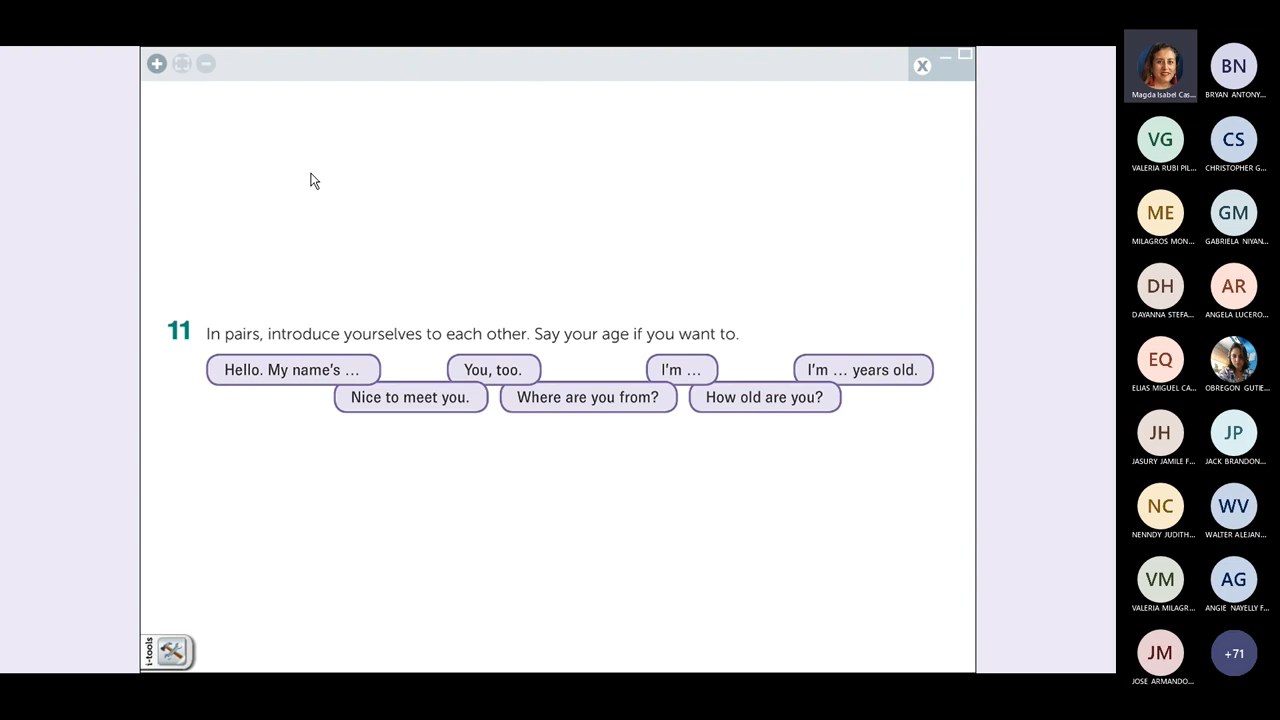 11 In pairs, introduce yourselves to each other. Say your age if you want to.
Hello. My name's ... You, too. I'm ... I'm ... years old.
Nice to meet you. Where are you from? How old are you?
i-tools
Magda Isabel Cas...
BN
BRYAN ANTONY...
VG
VALERIA RUBI PIL...
CS
CHRISTOPHER G...
ME
MILAGROS MON...
GM
GABRIELA NIYAN...
DH
DAYANNA STEFA...
AR
ANGELA LUCERO...
EQ
ELIAS MIGUEL CA...
OBREGON GUTIE...
JH
JASURY JAMILE F...
JP
JACK BRANDON...
NC
NENNDY JUDITH...
WV
WALTER ALEJAN...
VM
VALERIA MILAGR...
AG
ANGIE NAYELLY F...
JM
JOSE ARMANDO...
+71